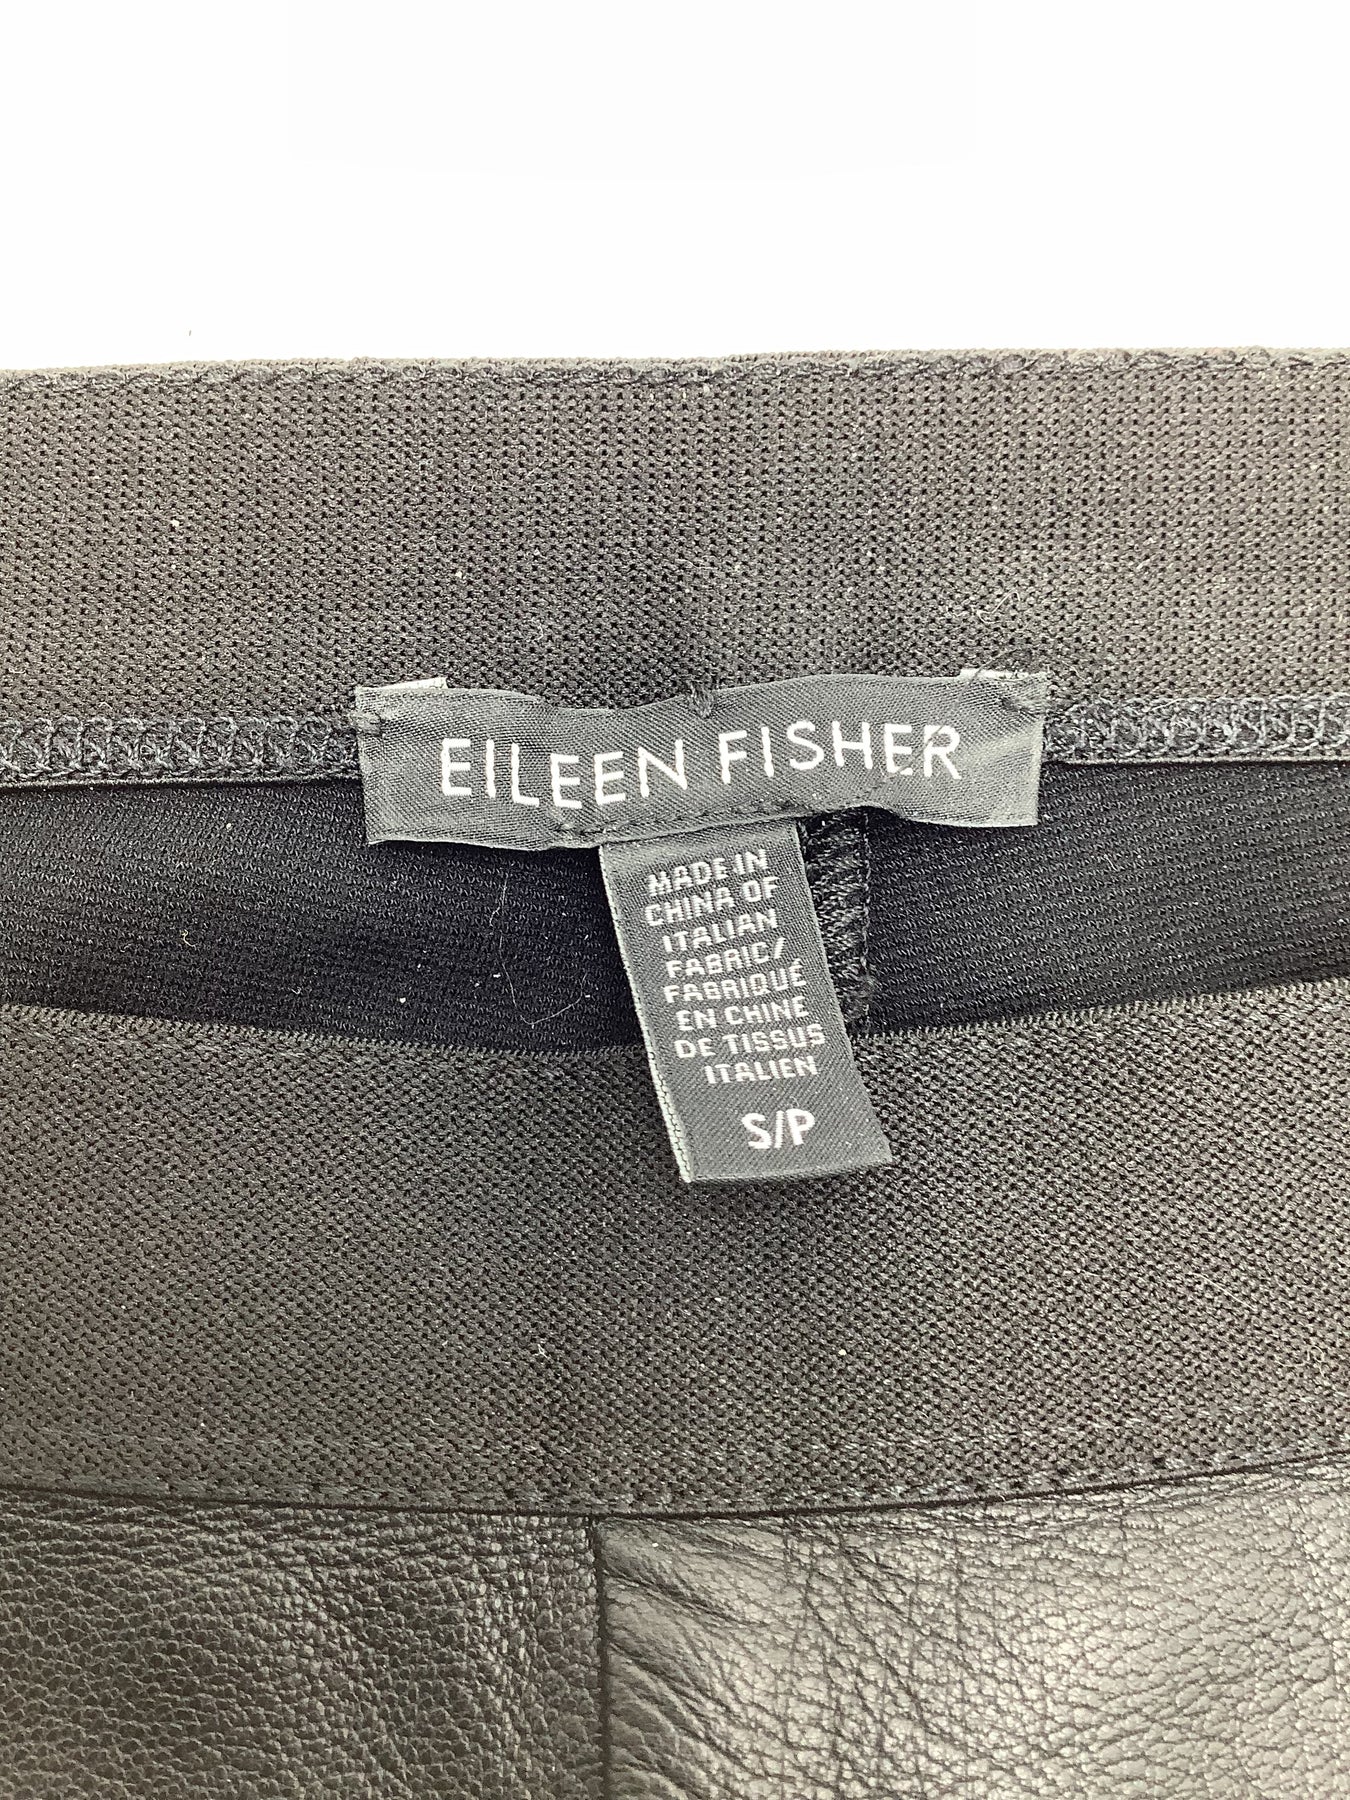 EILEEN FISHER
MADE IN
CHINA OF
ITALIAN
FABRIC/
FABRIQUÉ
EN CHINE
DE TISSUS
ITALIEN
S/P